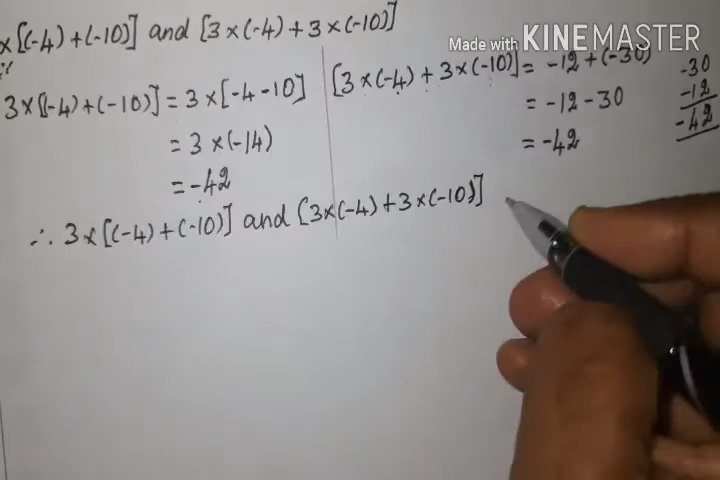 Made with KINEMASTER
×[(-4)+(-10)] and [3×(-4)+3×(-10)]
3×[(-4)+(-10)] = 3×[-4-10]
= 3×(-14)
= -42
[3×(-4)+3×(-10)] = -12+(-30)
= -12-30
= -42
-30
-12
-42
∴ 3×[(-4)+(-10)] and [3×(-4)+3×(-10)]